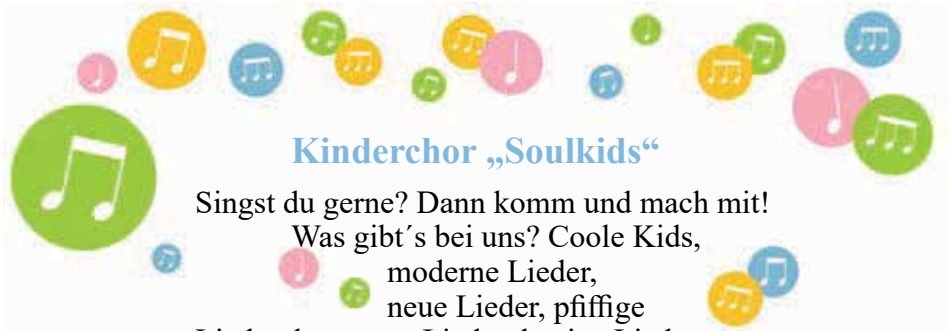 Kinderchor „Soulkids“
Singst du gerne? Dann komm und mach mit!
Was gibt´s bei uns? Coole Kids,
moderne Lieder,
neue Lieder, pfiffige